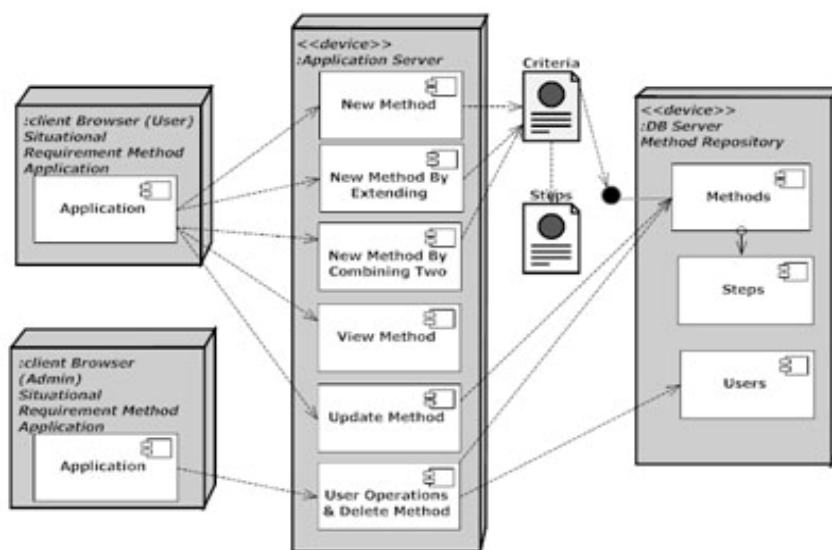 :client Browser (User)
Situational
Requirement Method
Application
Application
:client Browser
(Admin)
Situational
Requirement Method
Application
Application
<<device>>
:Application Server
New Method
New Method By
Extending
New Method By
Combining Two
View Method
Update Method
User Operations
& Delete Method
Criteria
Steps
<<device>>
:DB Server
Method Repository
Methods
Steps
Users